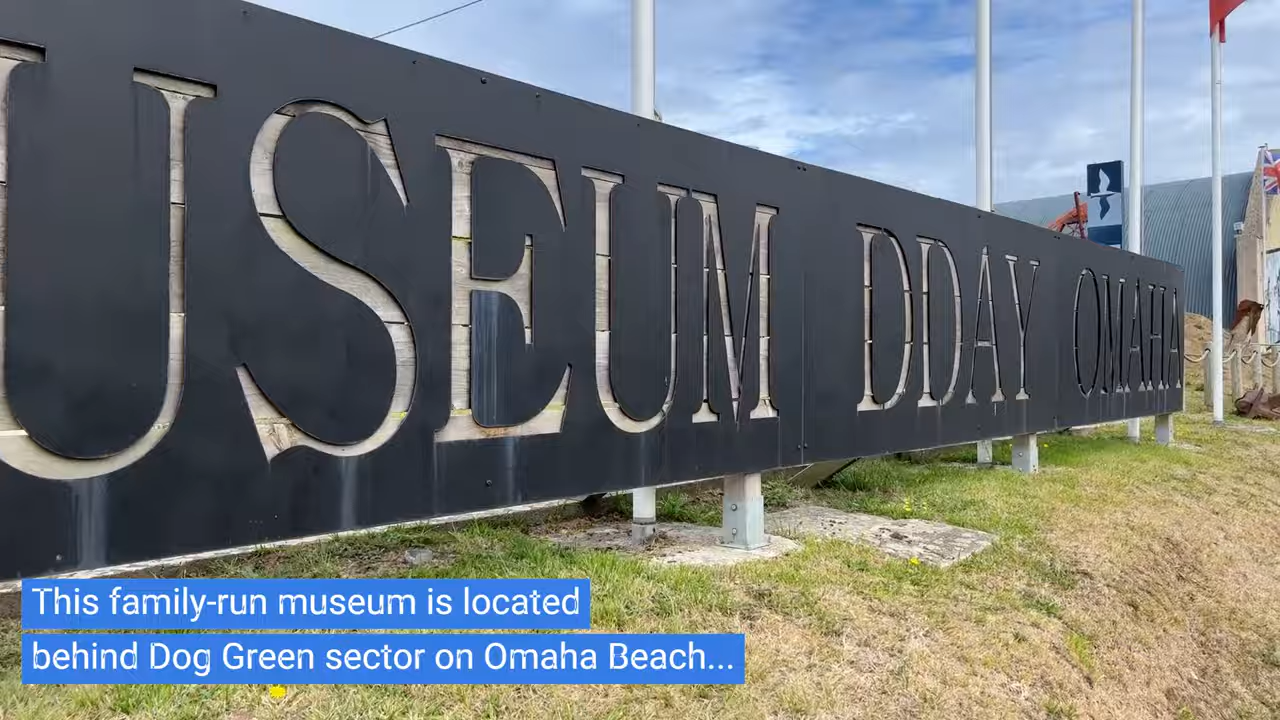 USEUM DDAY OMAHA
This family-run museum is located
behind Dog Green sector on Omaha Beach...